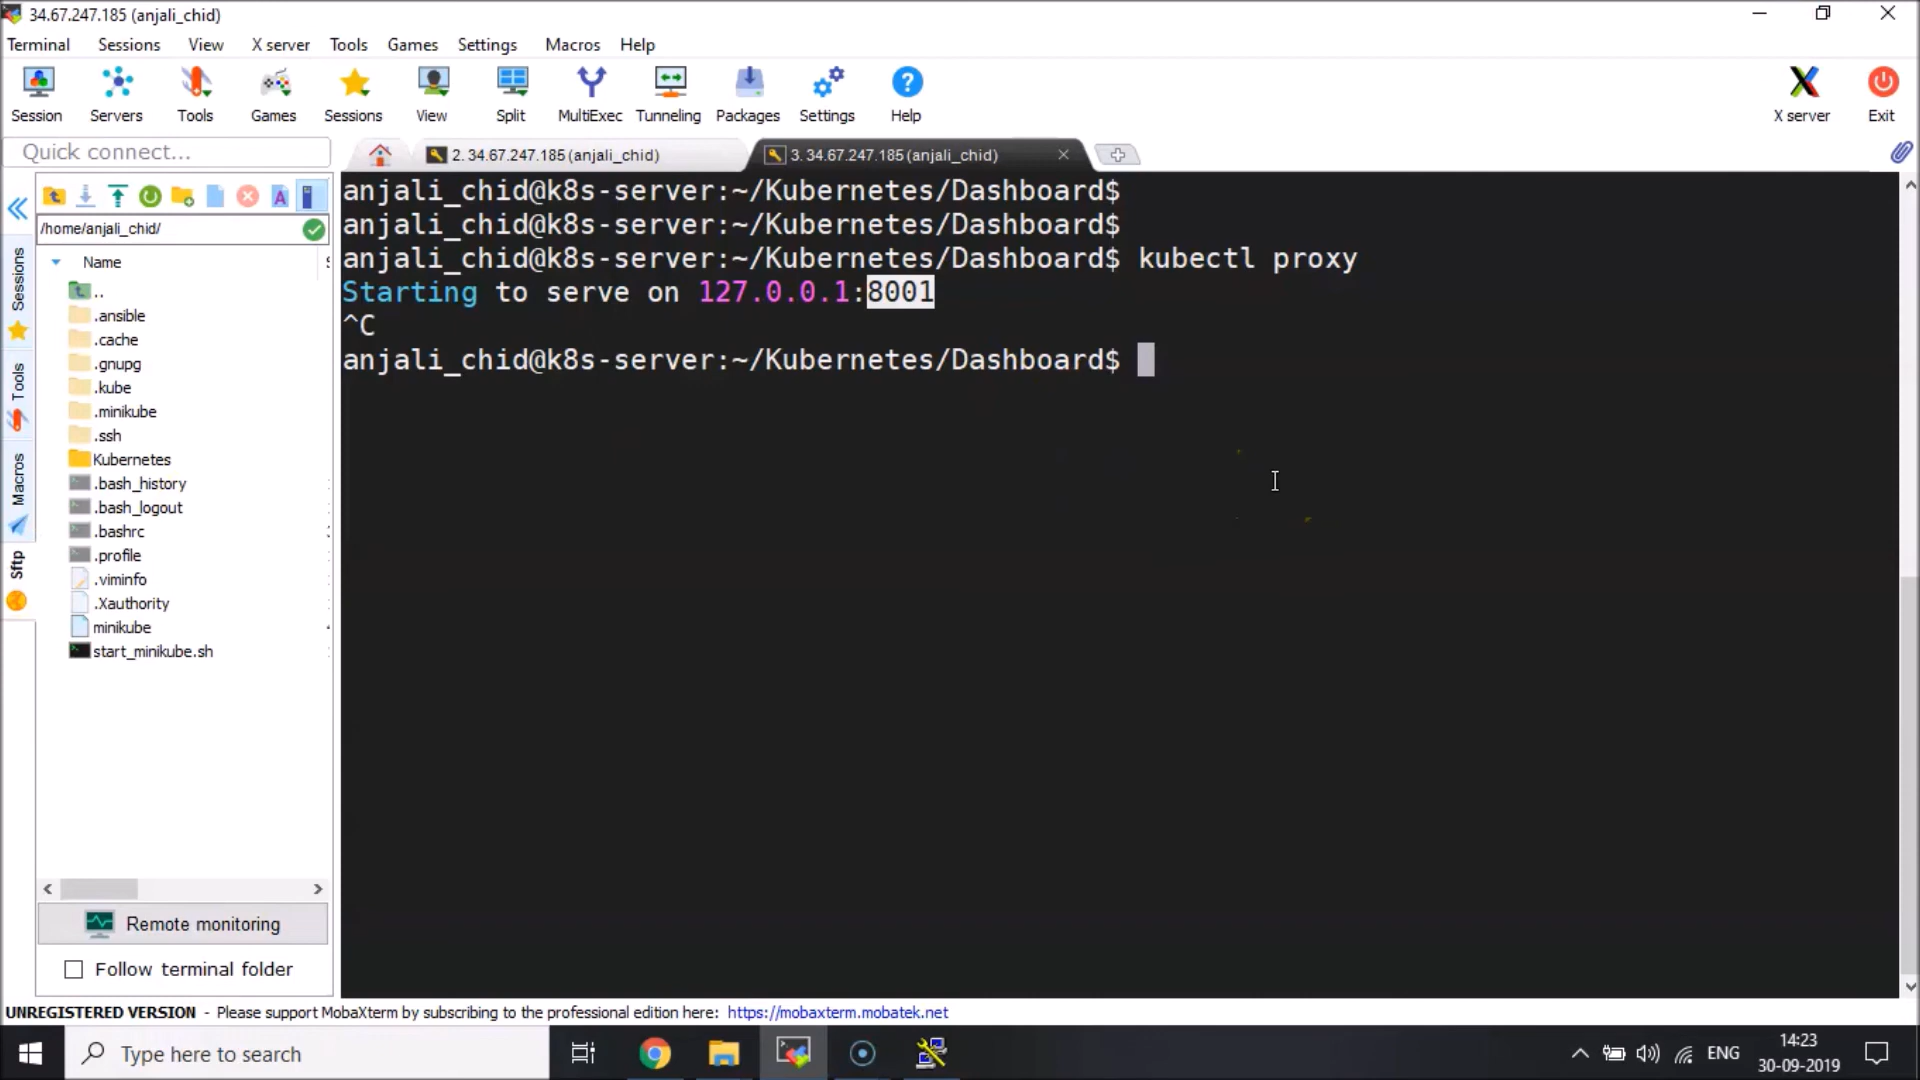 34.67.247.185 (anjali_chid)
Terminal Sessions View X server Tools Games Settings Macros Help
Session Servers Tools Games Sessions View Split MultiExec Tunneling Packages Settings Help X server Exit
Quick connect...
2. 34.67.247.185 (anjali_chid)
3. 34.67.247.185 (anjali_chid)
/home/anjali_chid/
Name
..
.ansible
.cache
.gnupg
.kube
.minikube
.ssh
Kubernetes
.bash_history
.bash_logout
.bashrc
.profile
.viminfo
.Xauthority
minikube
start_minikube.sh
Sessions
Tools
Macros
Sftp
Remote monitoring
Follow terminal folder
anjali_chid@k8s-server:~/Kubernetes/Dashboard$
anjali_chid@k8s-server:~/Kubernetes/Dashboard$
anjali_chid@k8s-server:~/Kubernetes/Dashboard$ kubectl proxy
Starting to serve on 127.0.0.1:8001
^C
anjali_chid@k8s-server:~/Kubernetes/Dashboard$
UNREGISTERED VERSION - Please support MobaXterm by subscribing to the professional edition here: https://mobaxterm.mobatek.net
Type here to search
ENG
14:23
30-09-2019